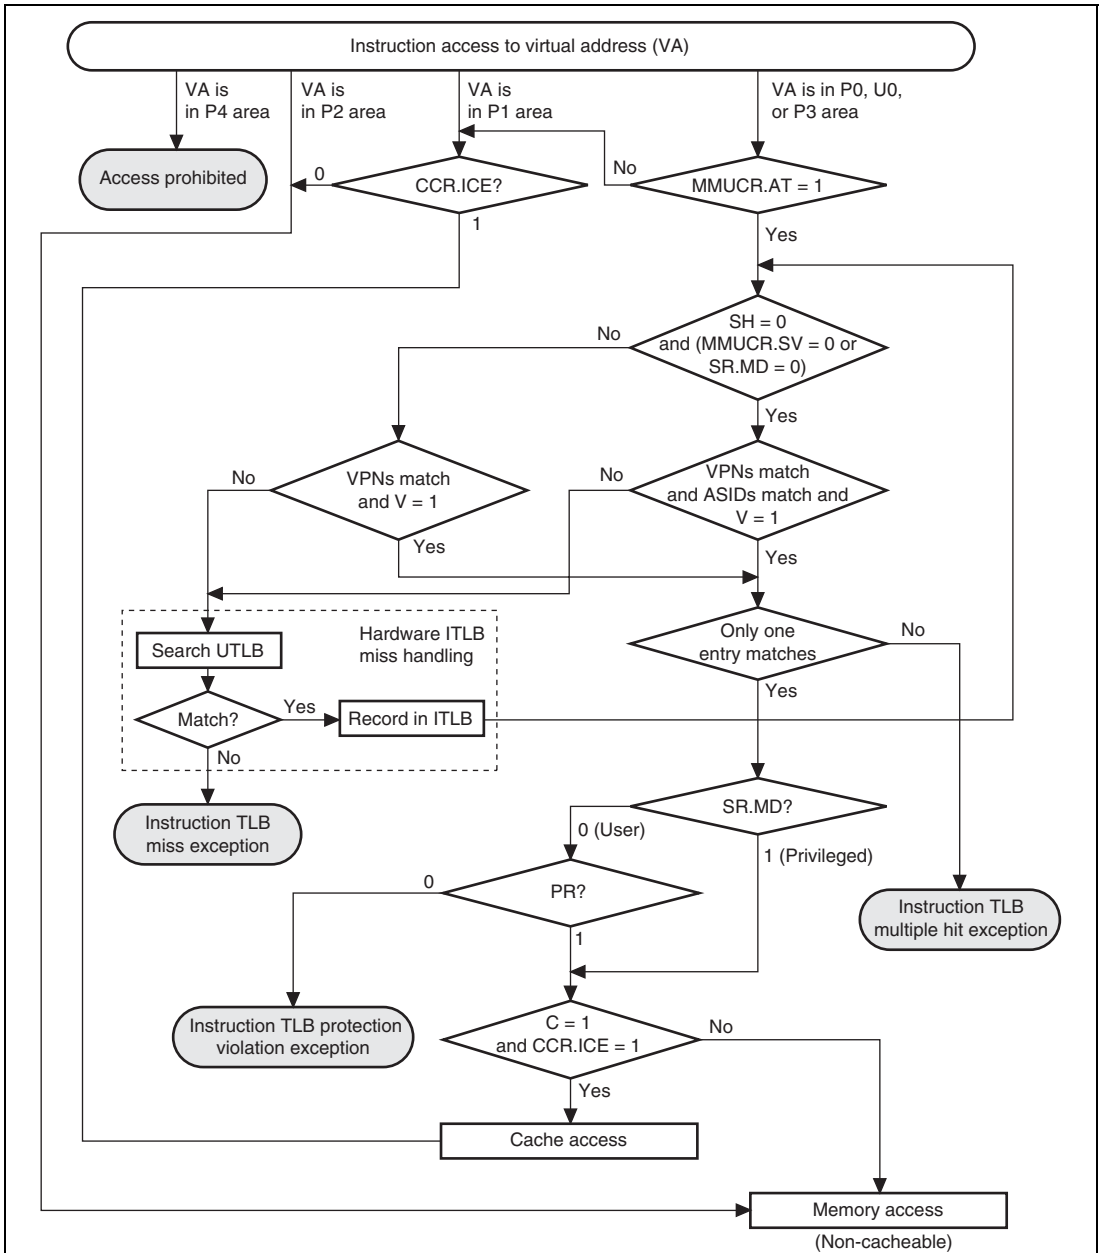 Instruction access to virtual address (VA)
VA is
in P4 area
VA is
in P2 area
VA is
in P1 area
VA is in P0, U0,
or P3 area
Access prohibited
0
CCR.ICE?
1
No
MMUCR.AT = 1
Yes
No
SH = 0
and (MMUCR.SV = 0 or
SR.MD = 0)
Yes
No
VPNs match
and V = 1
Yes
No
VPNs match
and ASIDs match and
V = 1
Yes
Hardware ITLB
miss handling
Search UTLB
Match?
Yes
Record in ITLB
No
Instruction TLB
miss exception
Only one
entry matches
No
Yes
SR.MD?
0 (User)
1 (Privileged)
0
PR?
1
Instruction TLB
multiple hit exception
Instruction TLB protection
violation exception
C = 1
and CCR.ICE = 1
No
Yes
Cache access
Memory access
(Non-cacheable)